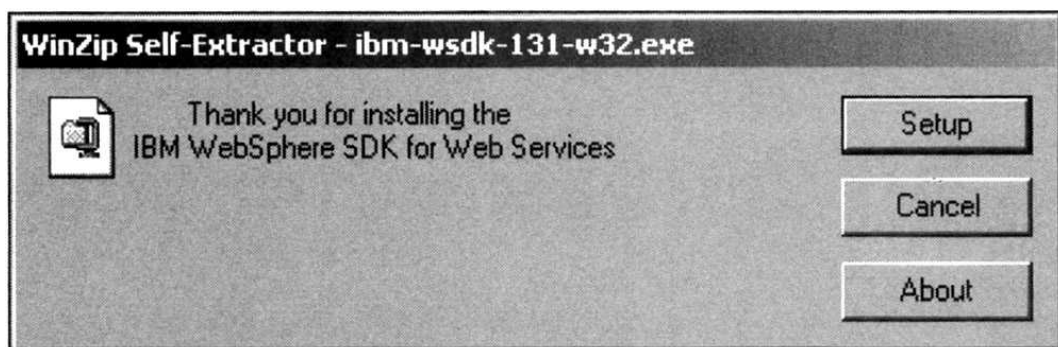 WinZip Self-Extractor - ibm-wsdk-131-w32.exe
Thank you for installing the
IBM WebSphere SDK for Web Services
Setup
Cancel
About